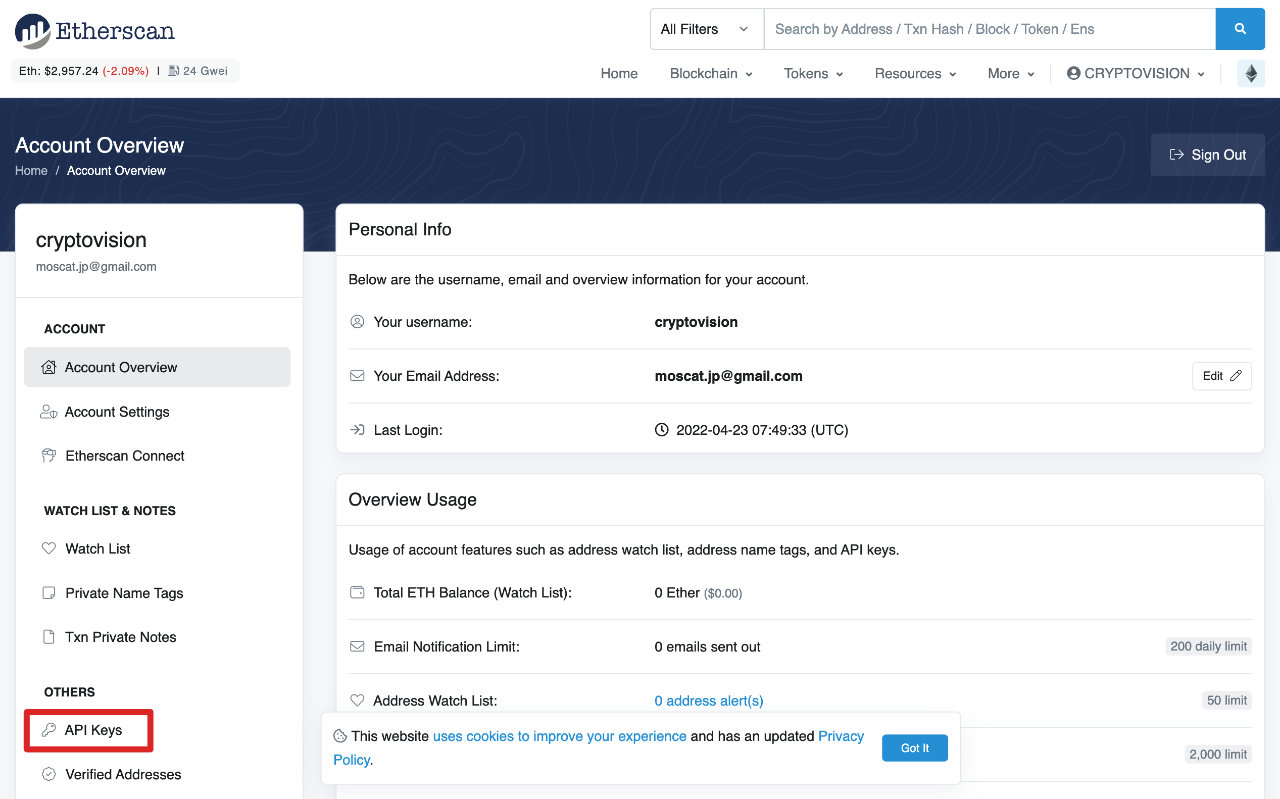 Etherscan
All Filters
Search by Address / Txn Hash / Block / Token / Ens
Eth: $2,957.24 (-2.09%) | 24 Gwei
Home Blockchain Tokens Resources More CRYPTOVISION
Account Overview
Home / Account Overview
Sign Out
cryptovision
moscat.jp@gmail.com
ACCOUNT
Account Overview
Account Settings
Etherscan Connect
WATCH LIST & NOTES
Watch List
Private Name Tags
Txn Private Notes
OTHERS
API Keys
Verified Addresses
Personal Info
Below are the username, email and overview information for your account.
Your username: cryptovision
Your Email Address: moscat.jp@gmail.com Edit
Last Login: 2022-04-23 07:49:33 (UTC)
Overview Usage
Usage of account features such as address watch list, address name tags, and API keys.
Total ETH Balance (Watch List): 0 Ether ($0.00)
Email Notification Limit: 0 emails sent out 200 daily limit
Address Watch List: 0 address alert(s) 50 limit
2,000 limit
This website uses cookies to improve your experience and has an updated Privacy
Policy.
Got It